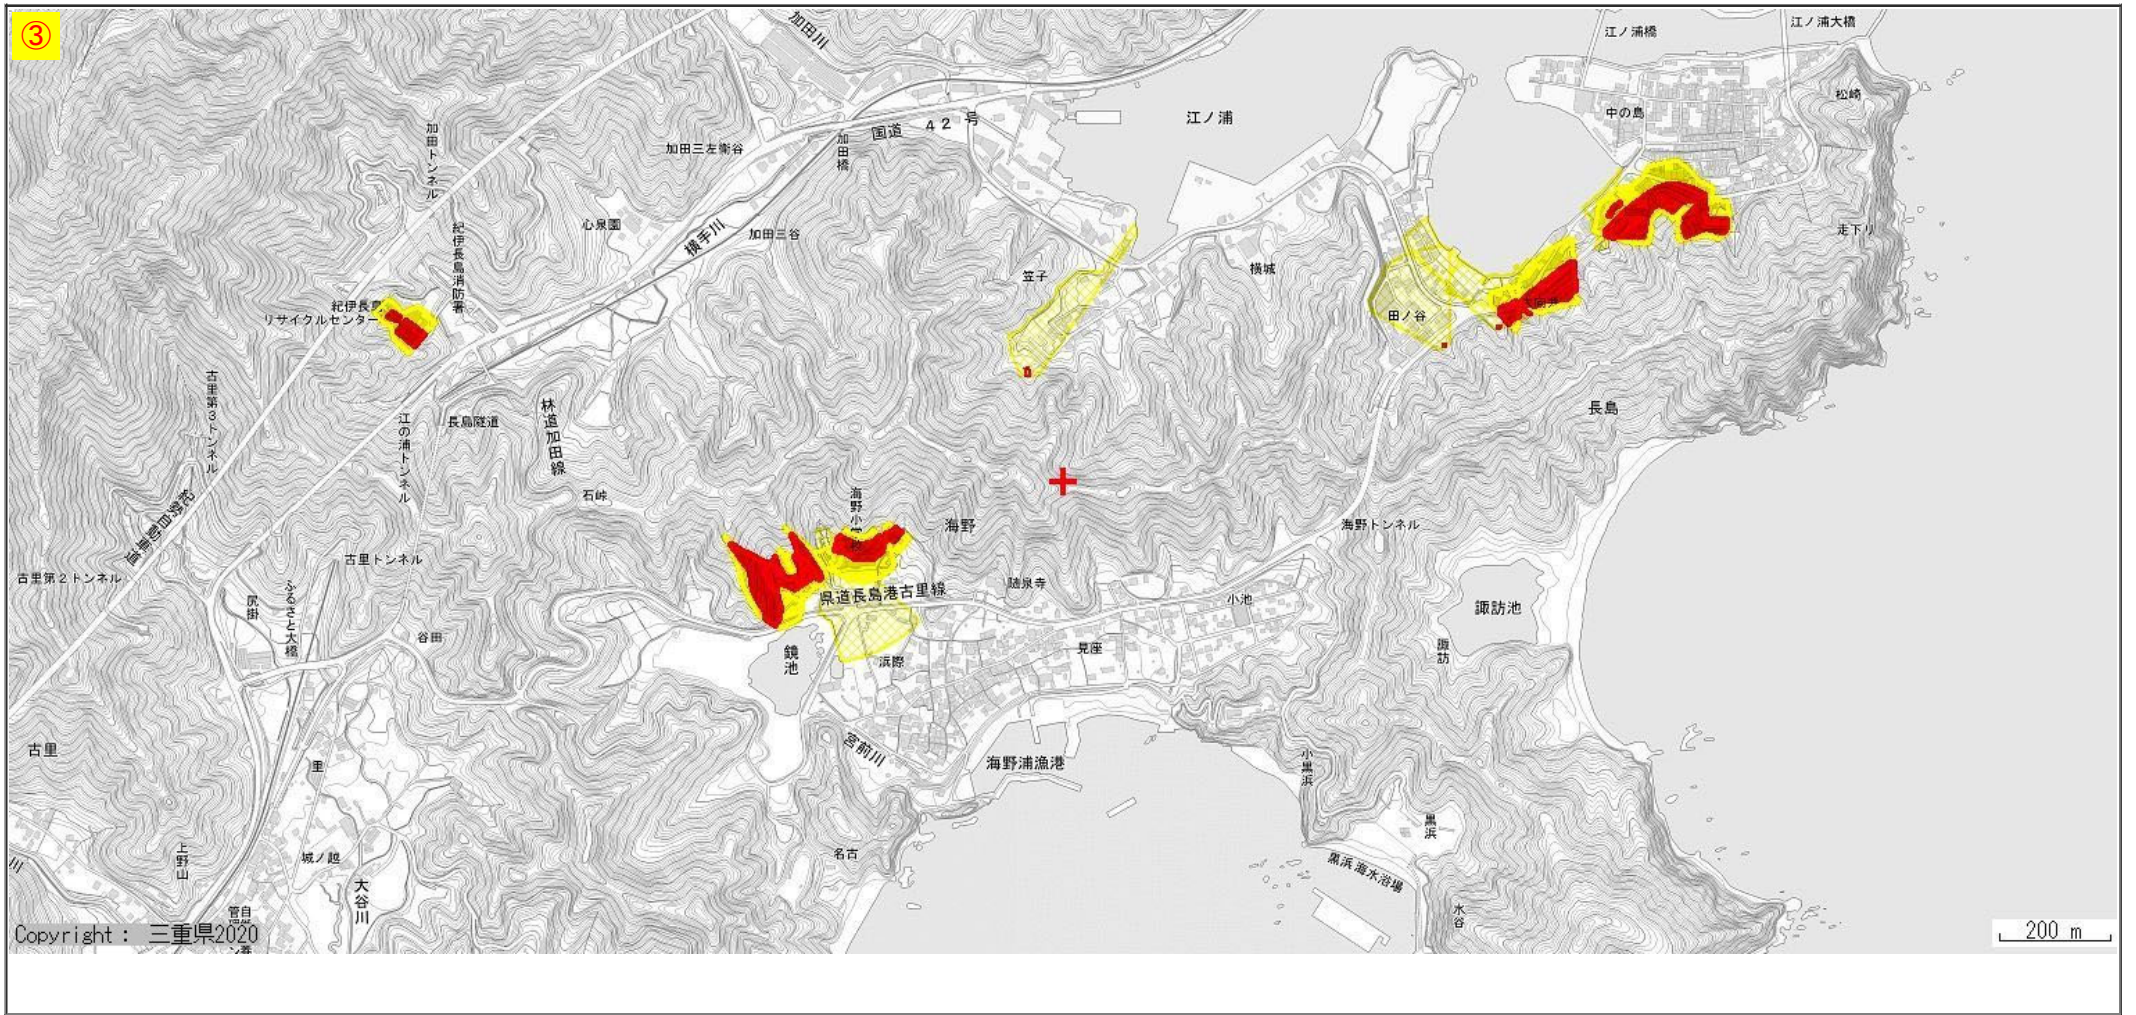 ③
加田川
江ノ浦橋
江ノ浦大橋
松崎
中の島
江ノ浦
国道 42号
加田橋
加田三左衛谷
加田トンネル
心泉園
横手川
加田三谷
紀伊長島消防署
笠子
横城
走下り
紀伊長島
リサイクルセンター
田ノ谷
古里第3トンネル
江の浦トンネル
長島隧道
林道加田線
長島
石峠
紀勢自動車道
海野小学校
海野
海野トンネル
古里トンネル
古里第2トンネル
ふるさと大橋
尻掛
県道長島港古里線
小池
諏訪池
谷田
諏訪
見座
浜際
鏡池
古里
里
宮前川
海野浦漁港
小黒浜
黒浜
上野山
城ノ越
名古
黒浜海水浴場
大谷川
水谷
川
Copyright : 三重県2020
200 m